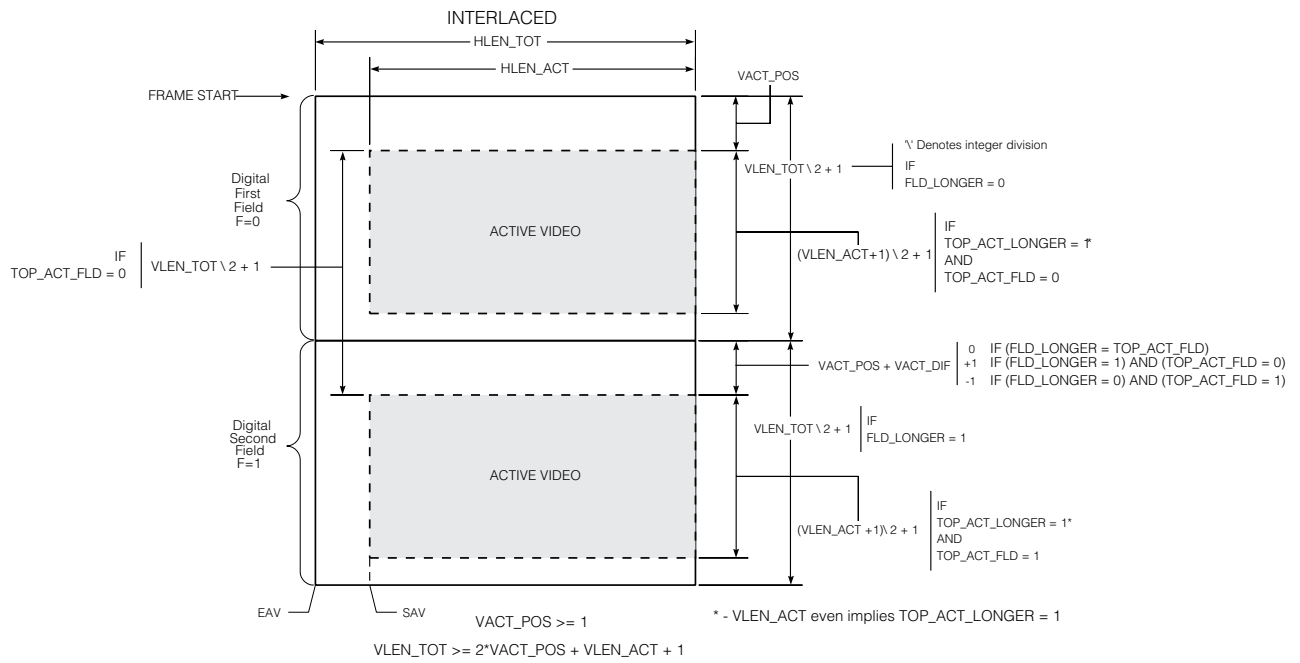 INTERLACED
HLEN_TOT
HLEN_ACT
VACT_POS
FRAME START
'\' Denotes integer division
VLEN_TOT \ 2 + 1
IF
FLD_LONGER = 0
Digital
First
Field
F=0
ACTIVE VIDEO
(VLEN_ACT+1) \ 2 + 1
IF
TOP_ACT_LONGER = 1*
AND
TOP_ACT_FLD = 0
IF
TOP_ACT_FLD = 0
VLEN_TOT \ 2 + 1
VACT_POS + VACT_DIF
0 IF (FLD_LONGER = TOP_ACT_FLD)
+1 IF (FLD_LONGER = 1) AND (TOP_ACT_FLD = 0)
-1 IF (FLD_LONGER = 0) AND (TOP_ACT_FLD = 1)
Digital
Second
Field
F=1
VLEN_TOT \ 2 + 1
IF
FLD_LONGER = 1
ACTIVE VIDEO
(VLEN_ACT +1)\ 2 + 1
IF
TOP_ACT_LONGER = 1*
AND
TOP_ACT_FLD = 1
EAV
SAV
VACT_POS >= 1
* - VLEN_ACT even implies TOP_ACT_LONGER = 1
VLEN_TOT >= 2*VACT_POS + VLEN_ACT + 1